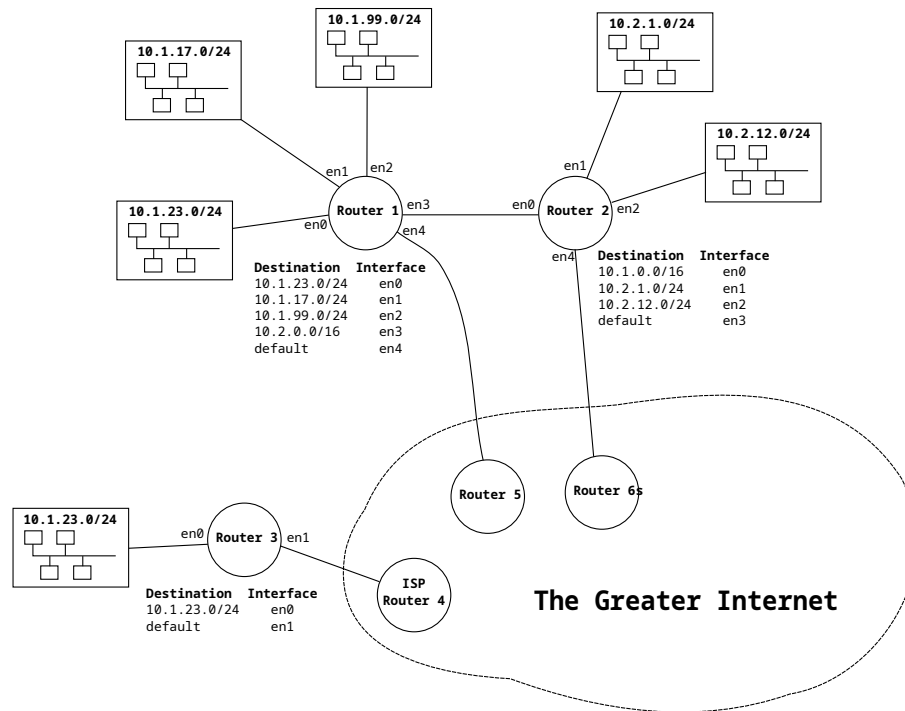 10.1.99.0/24
10.2.1.0/24
10.1.17.0/24
10.2.12.0/24
en1
en2
en1
10.1.23.0/24
Router 1
en3
en0
Router 2
en2
en0
en4
en4
Destination Interface
10.1.23.0/24 en0
10.1.17.0/24 en1
10.1.99.0/24 en2
10.2.0.0/16 en3
default en4
Destination Interface
10.1.0.0/16 en0
10.2.1.0/24 en1
10.2.12.0/24 en2
default en3
Router 5
Router 6s
10.1.23.0/24
en0
Router 3
en1
ISP
Router 4
Destination Interface
10.1.23.0/24 en0
default en1
The Greater Internet